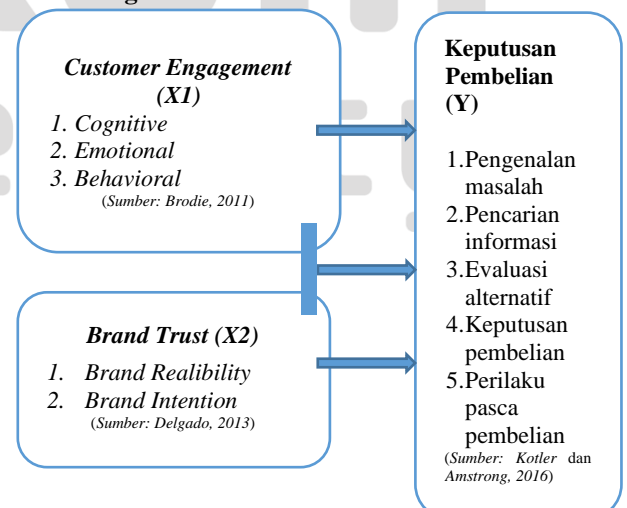 Customer Engagement
(X1)
1. Cognitive
2. Emotional
3. Behavioral
(Sumber: Brodie, 2011)
Brand Trust (X2)
1. Brand Realibility
2. Brand Intention
(Sumber: Delgado, 2013)
Keputusan
Pembelian
(Y)
1.Pengenalan
masalah
2.Pencarian
informasi
3.Evaluasi
alternatif
4.Keputusan
pembelian
5.Perilaku
pasca
pembelian
(Sumber: Kotler dan
Amstrong, 2016)